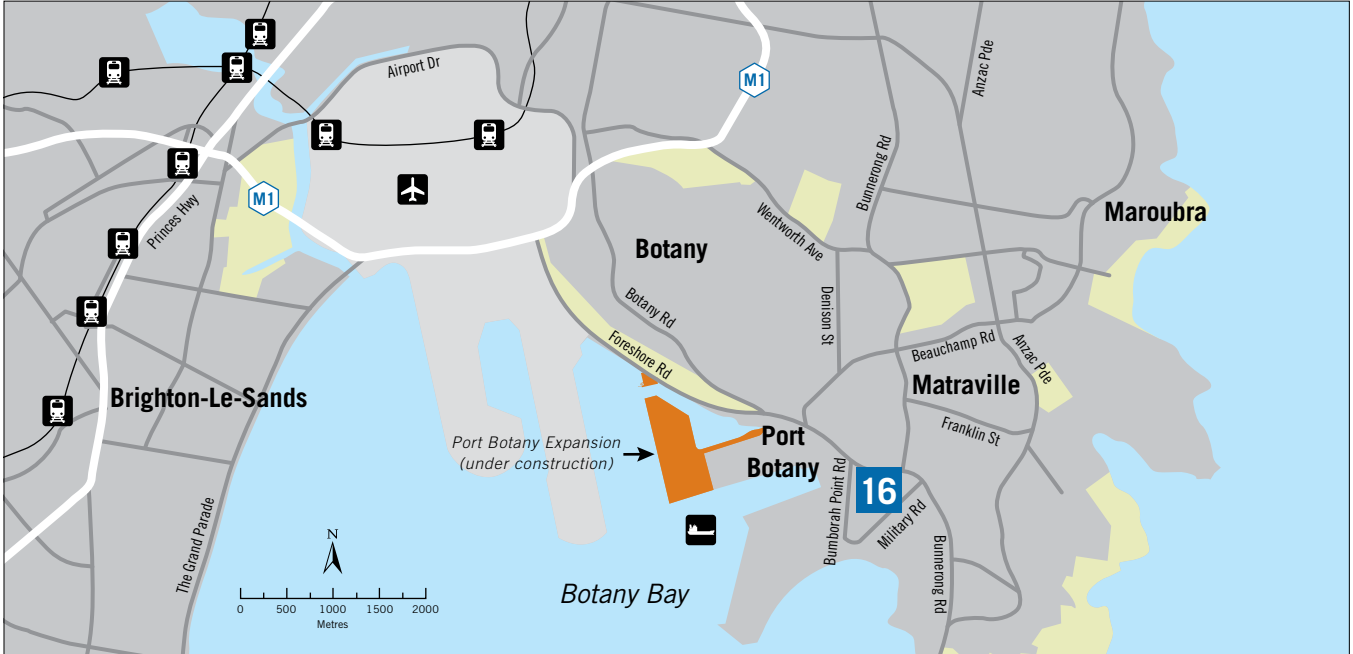 Airport Dr
M1
Anzac Pde
Bunnerong Rd
M1
Princes Hwy
Maroubra
Wentworth Ave
Botany
Botany Rd
Denison St
Foreshore Rd
Beauchamp Rd
Anzac Pde
Matraville
Brighton-Le-Sands
Franklin St
Port Botany Expansion
(under construction)
Port
Botany
Bumborah Point Rd
16
Military Rd
The Grand Parade
N
0 500 1000 1500 2000
Metres
Botany Bay
Bunnerong Rd